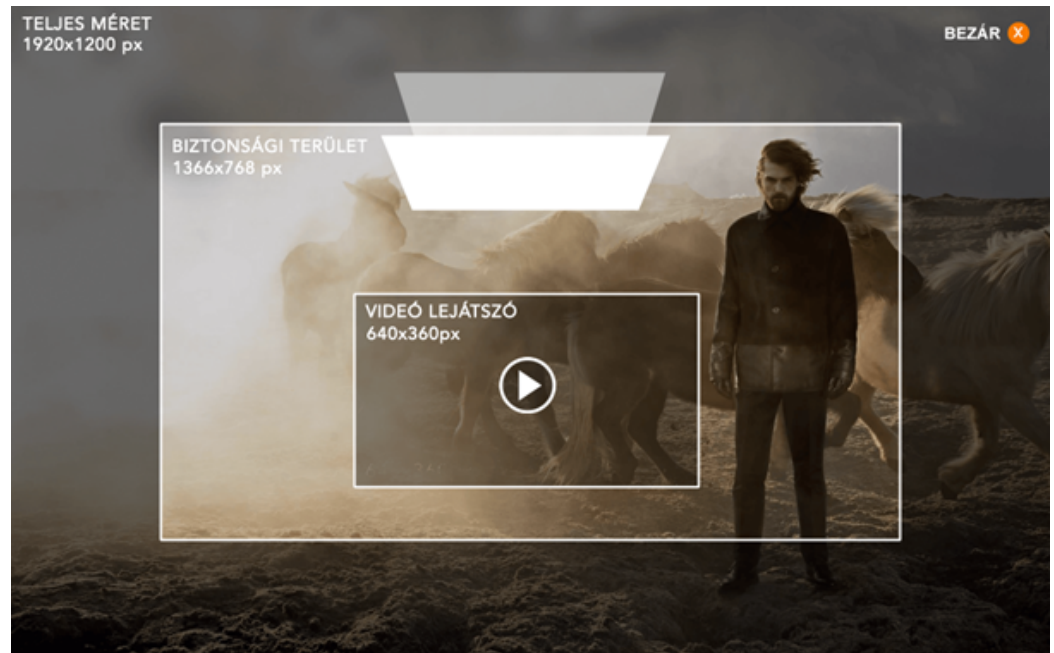 TELJES MÉRET
1920x1200 px
BEZÁR X
BIZTONSÁGI TERÜLET
1366x768 px
VIDEÓ LEJÁTSZÓ
640x360px